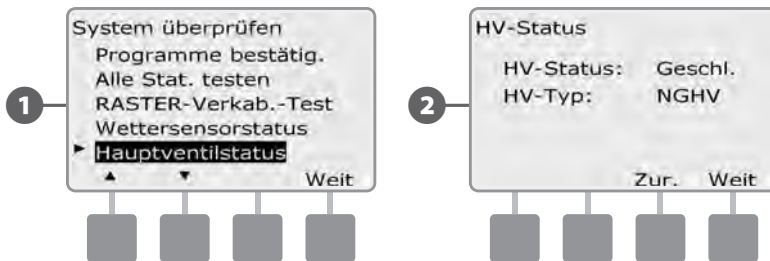 1
System überprüfen
Programme bestätig.
Alle Stat. testen
RASTER-Verkab.-Test
Wettersensorstatus
Hauptventilstatus
Weit
2
HV-Status
HV-Status: Geschl.
HV-Typ: NGHV
Zur. Weit